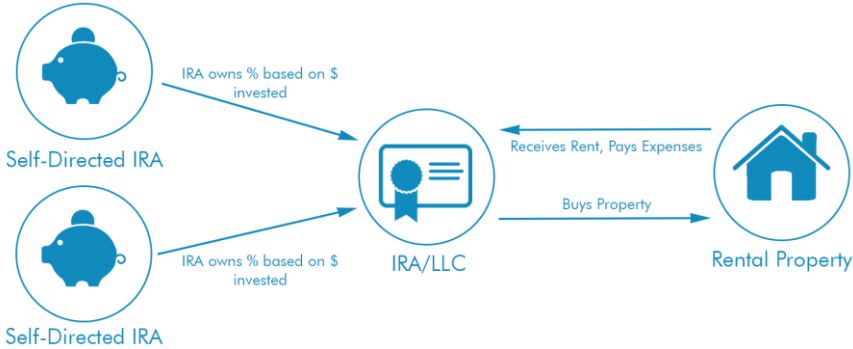 IRA owns % based on $
invested
Self-Directed IRA
Receives Rent, Pays Expenses
Buys Property
IRA owns % based on $
invested
IRA/LLC
Rental Property
Self-Directed IRA